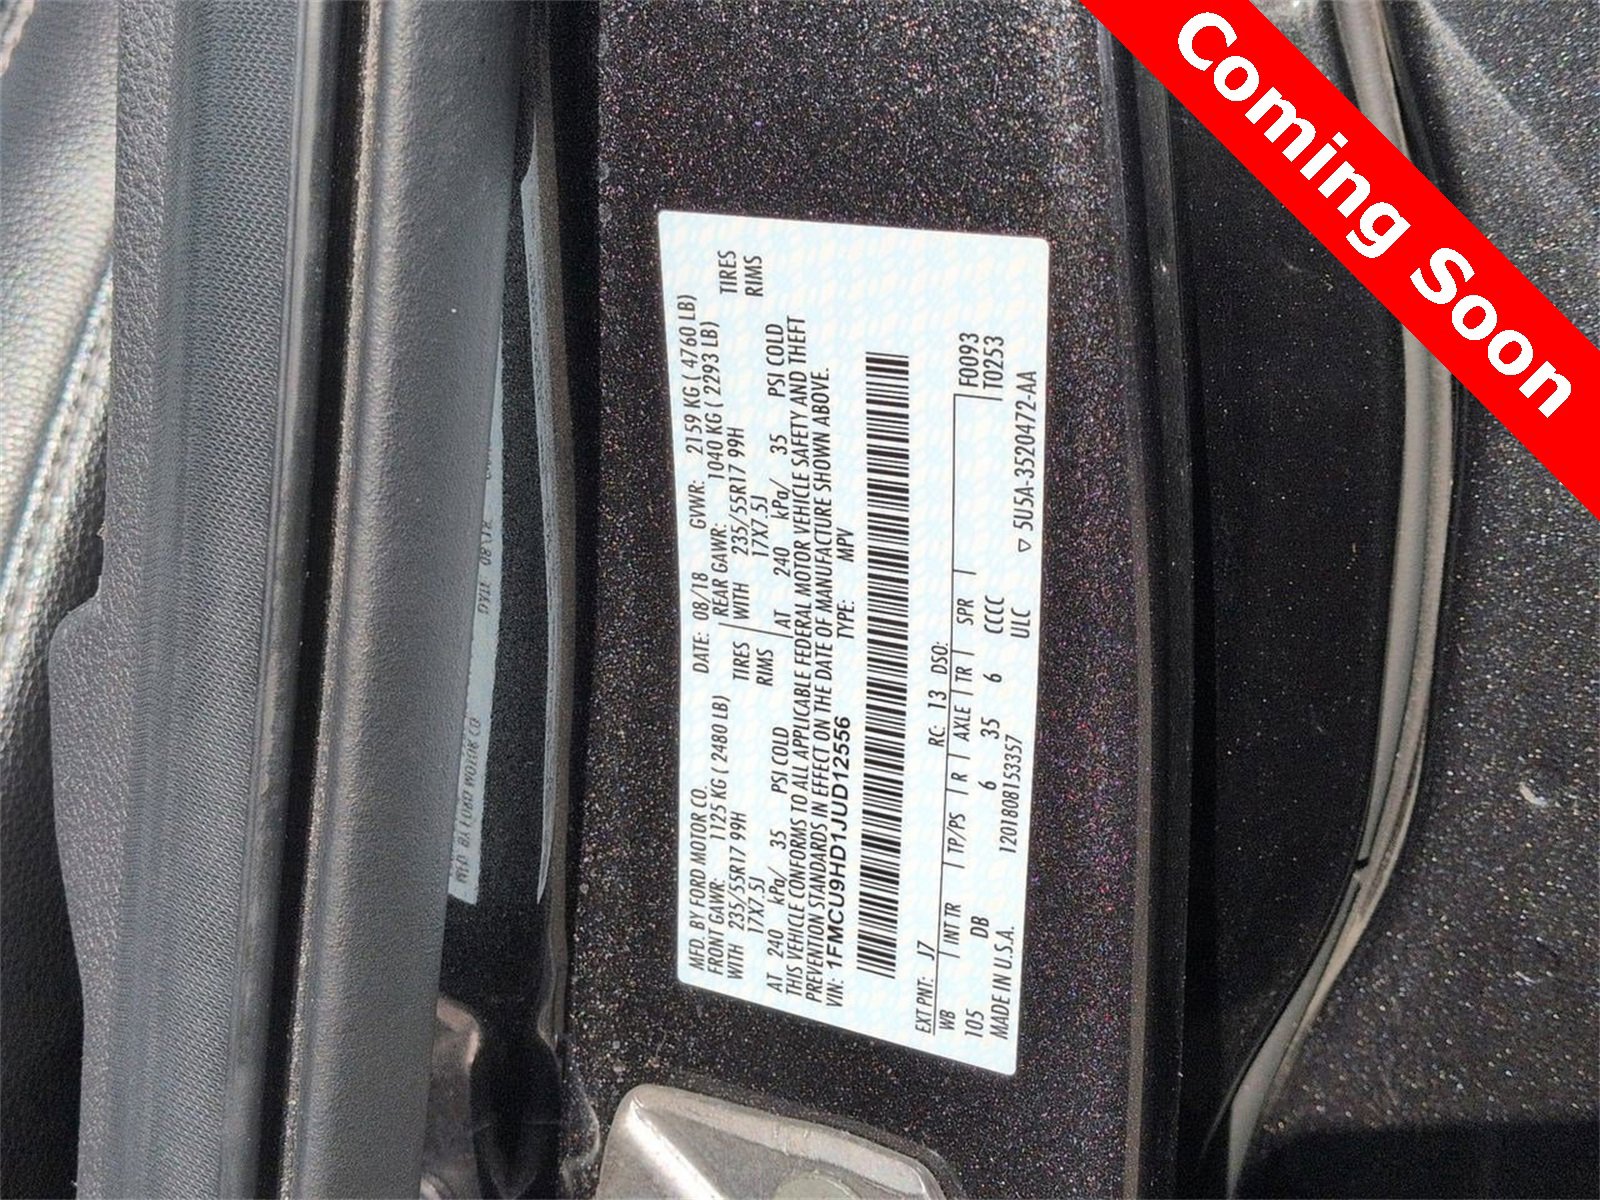 Coming Soon
MFD. BY FORD MOTOR CO. DATE: 08/18 GVWR: 2159 KG ( 4760 LB)
FRONT GAWR: 1125 KG ( 2480 LB) REAR GAWR: 1040 KG ( 2293 LB)
WITH 235/55R17 99H TIRES WITH 235/55R17 99H TIRES
17X7.5J RIMS 17X7.5J RIMS
AT 240 kPa/ 35 PSI COLD AT 240 kPa/ 35 PSI COLD
THIS VEHICLE CONFORMS TO ALL APPLICABLE FEDERAL MOTOR VEHICLE SAFETY AND THEFT
PREVENTION STANDARDS IN EFFECT ON THE DATE OF MANUFACTURE SHOWN ABOVE.
VIN: 1FMCU9HD1JUD12556 TYPE: MPV
EXT PNT: J7 RC: 13 DSO: F0093
WB INT TR TP/PS R AXLE TR SPR T0253
105 DB 6 35 6 CCCC
MADE IN U.S.A. 120180815​3357 ULC ▽ 5U5A-3520472-AA